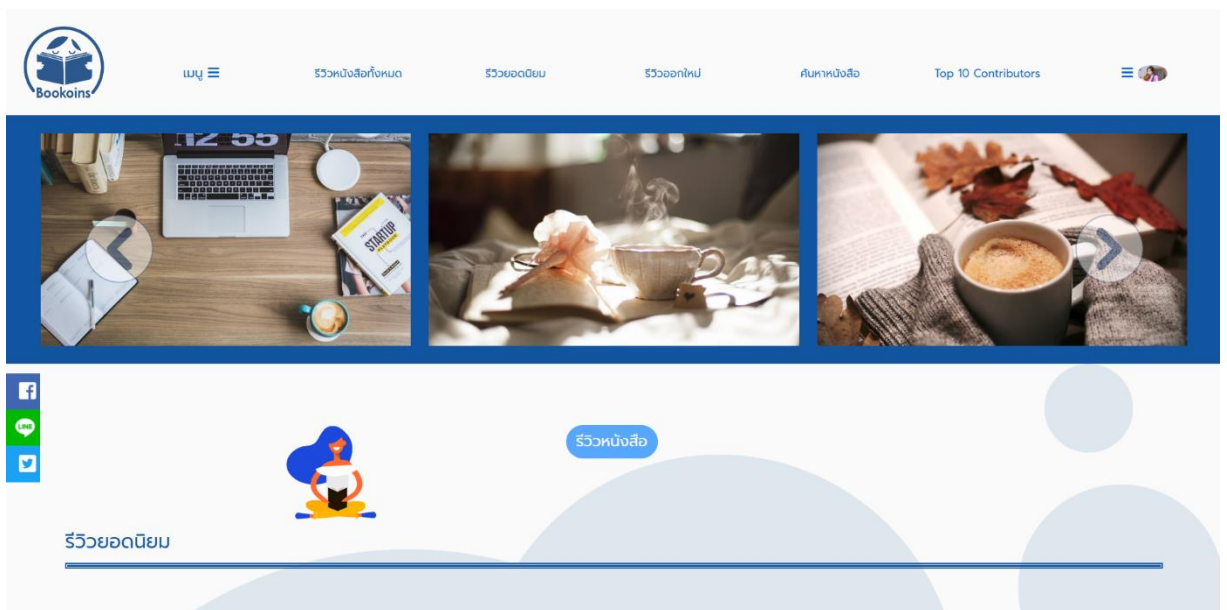 Bookoins
เมนู
รีวิวหนังสือทั้งหมด
รีวิวยอดนิยม
รีวิวออกใหม่
ค้นหาหนังสือ
Top 10 Contributors
12 55
STARTUP
LINE
รีวิวหนังสือ
รีวิวยอดนิยม